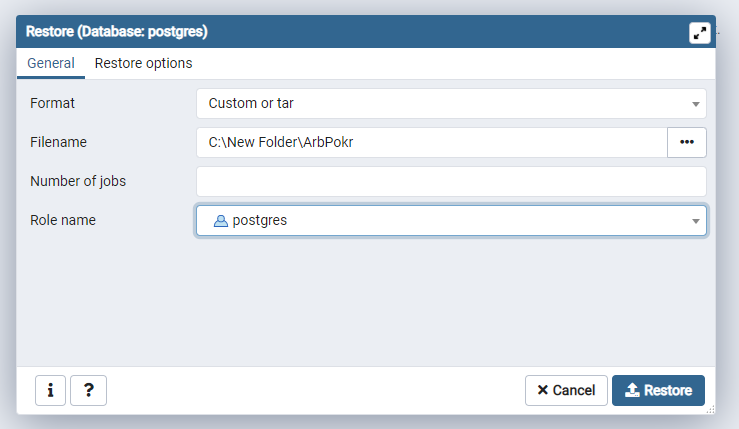 Restore (Database: postgres)
General Restore options
Format Custom or tar
Filename C:\New Folder\ArbPokr •••
Number of jobs
Role name postgres
i ? × Cancel Restore